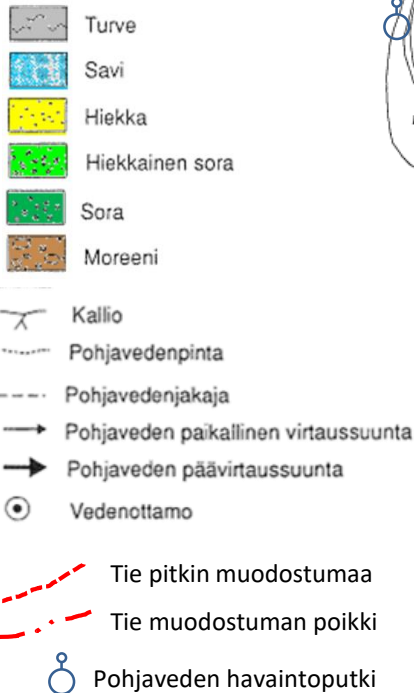 Turve
Savi
Hiekka
Hiekkainen sora
Sora
Moreeni
Kallio
Pohjavedenpinta
Pohjavedenjakaja
Pohjaveden paikallinen virtaussuunta
Pohjaveden päävirtaussuunta
Vedenottamo
Tie pitkin muodostumaa
Tie muodostuman poikki
Pohjaveden havaintoputki